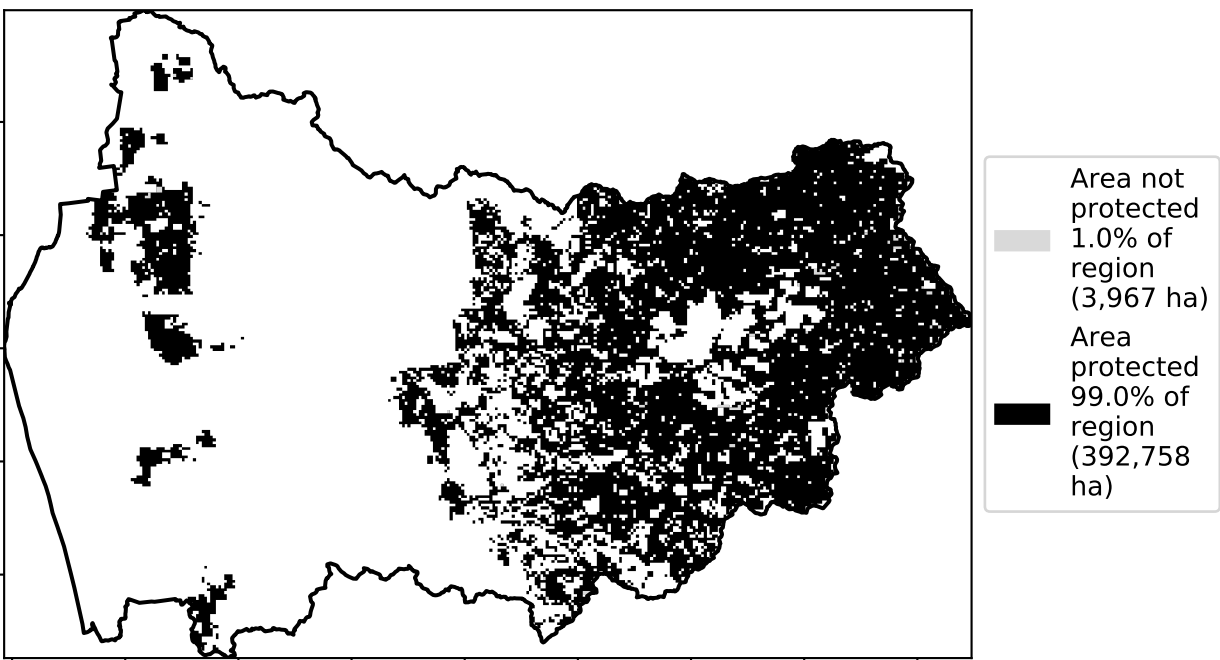 Area not
protected
1.0% of
region
(3,967 ha)
Area
protected
99.0% of
region
(392,758
ha)